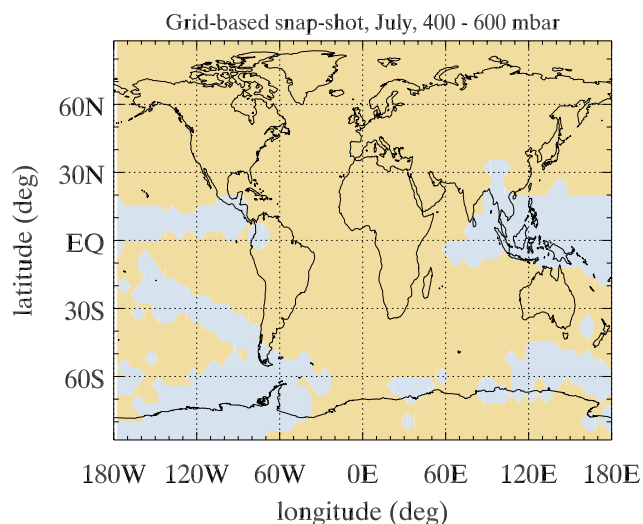 Grid-based snap-shot, July, 400 - 600 mbar
60N
30N
EQ
30S
60S
latitude (deg)
180W 120W 60W 0E 60E 120E 180E
longitude (deg)